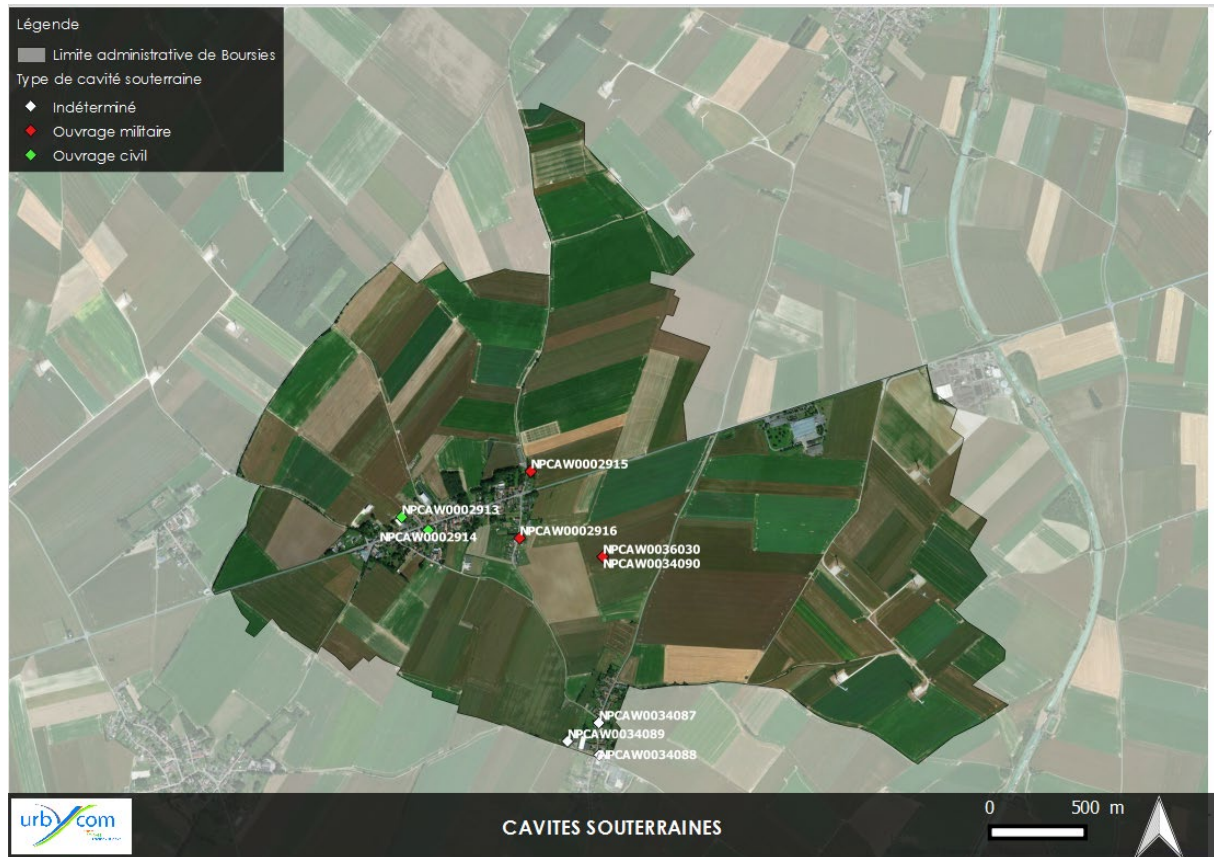 Légende
Limite administrative de Boursies
Type de cavité souterraine
Indéterminé
Ouvrage militaire
Ouvrage civil
NPCAW0002915
NPCAW0002913
NPCAW0002914
NPCAW0002916
NPCAW0036030
NPCAW0034090
NPCAW0034087
NPCAW0034089
NPCAW0034088
urbycom
CAVITES SOUTERRAINES
0 500 m